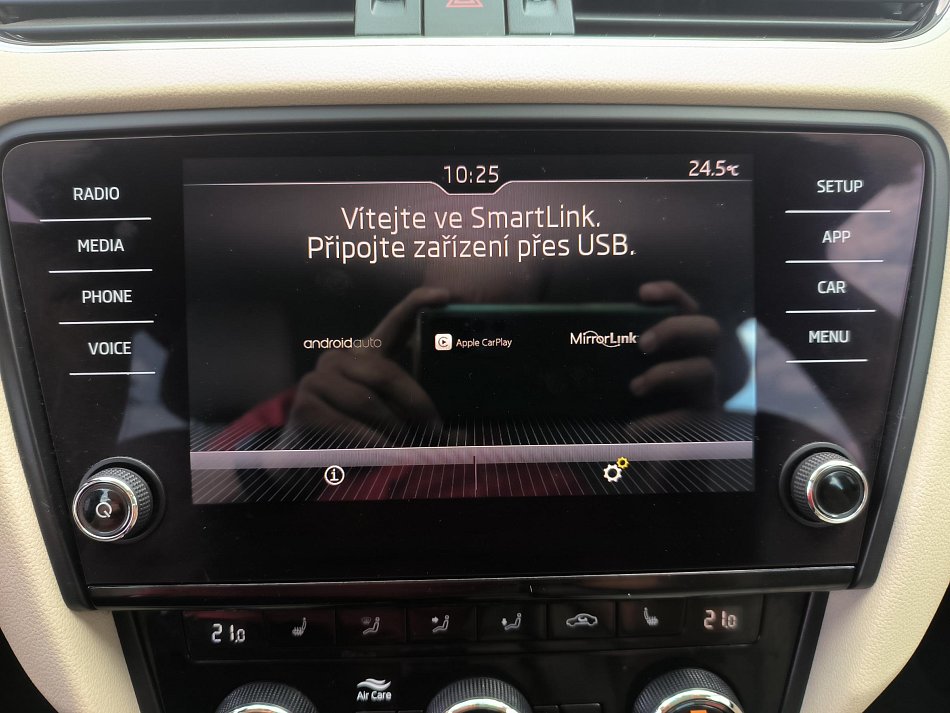 10:25
24.5°C
RADIO
MEDIA
PHONE
VOICE
Vítejte ve SmartLink.
Připojte zařízení přes USB.
androidauto
Apple CarPlay
MirrorLink
SETUP
APP
CAR
MENU
21.0
21.0
Air Care